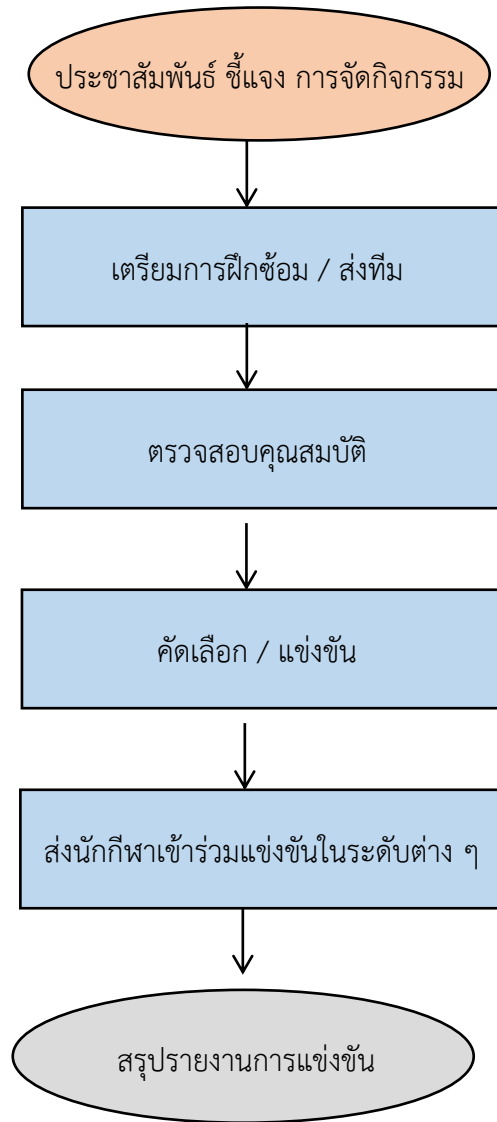 ประชาสัมพันธ์ ชี้แจง การจัดกิจกรรม
เตรียมการฝึกซ้อม / ส่งทีม
ตรวจสอบคุณสมบัติ
คัดเลือก / แข่งขัน
ส่งนักกีฬาเข้าร่วมแข่งขันในระดับต่าง ๆ
สรุปรายงานการแข่งขัน